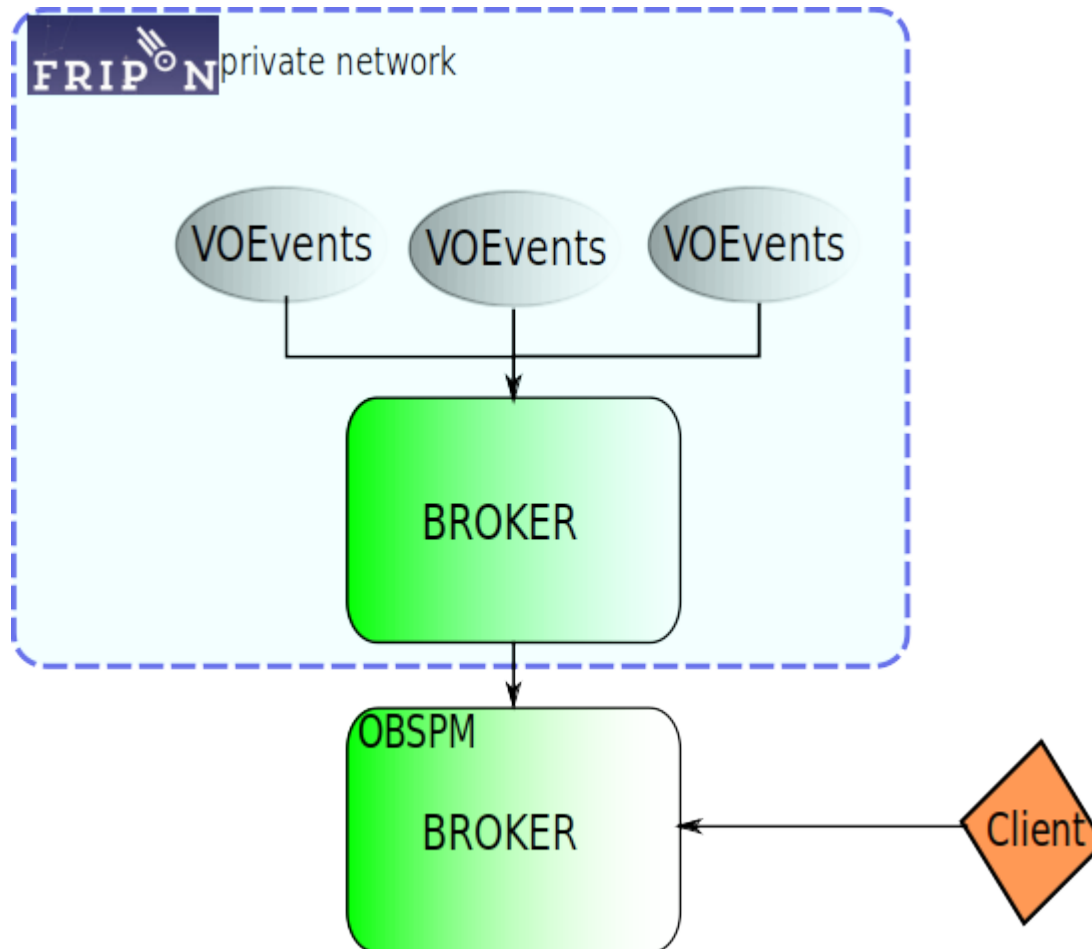 FRIPON private network
VOEvents VOEvents VOEvents
BROKER
OBSPM
BROKER
Client